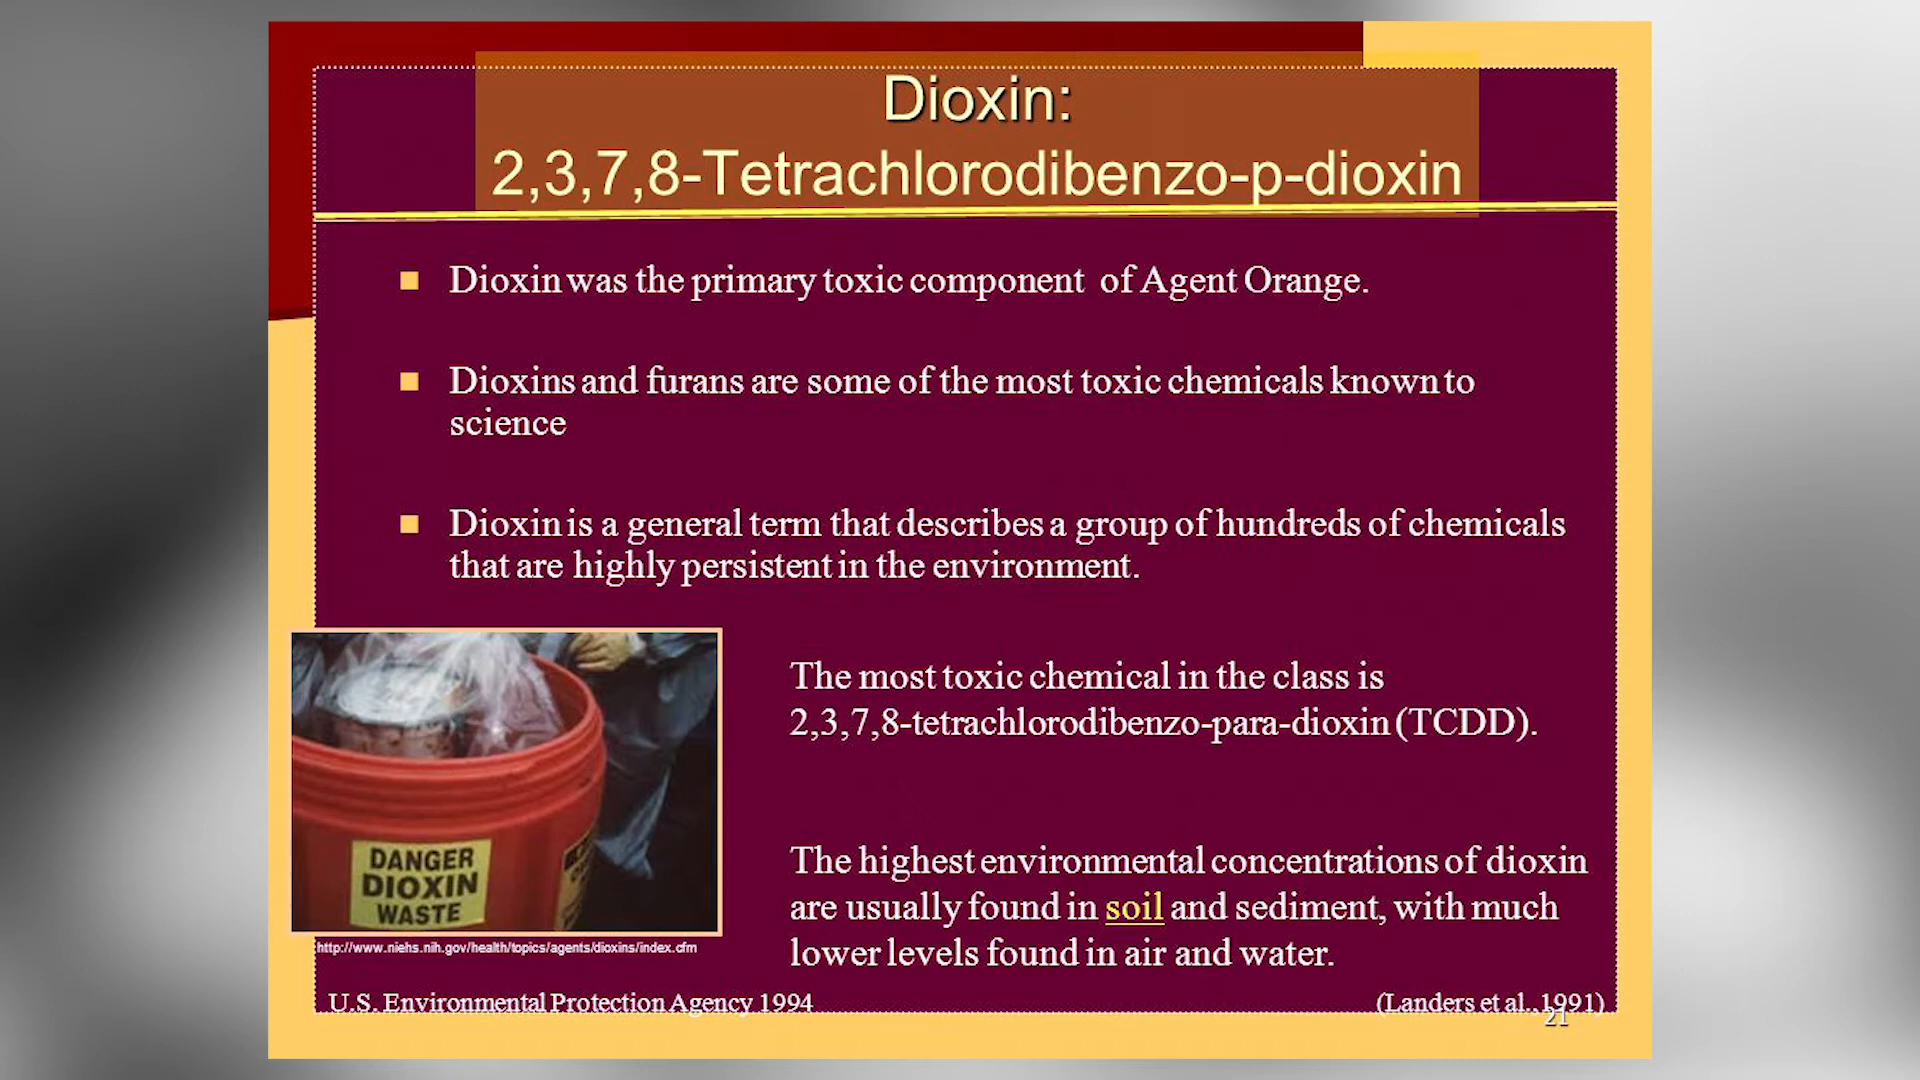 Dioxin:
2,3,7,8-Tetrachlorodibenzo-p-dioxin
Dioxin was the primary toxic component of Agent Orange.
Dioxins and furans are some of the most toxic chemicals known to
science
Dioxin is a general term that describes a group of hundreds of chemicals
that are highly persistent in the environment.
The most toxic chemical in the class is
2,3,7,8-tetrachlorodibenzo-para-dioxin (TCDD).
DANGER
DIOXIN
WASTE
The highest environmental concentrations of dioxin
are usually found in soil and sediment, with much
lower levels found in air and water.
http://www.niehs.nih.gov/health/topics/agents/dioxins/index.cfm
U.S. Environmental Protection Agency 1994
(Landers et al., 1991)
21